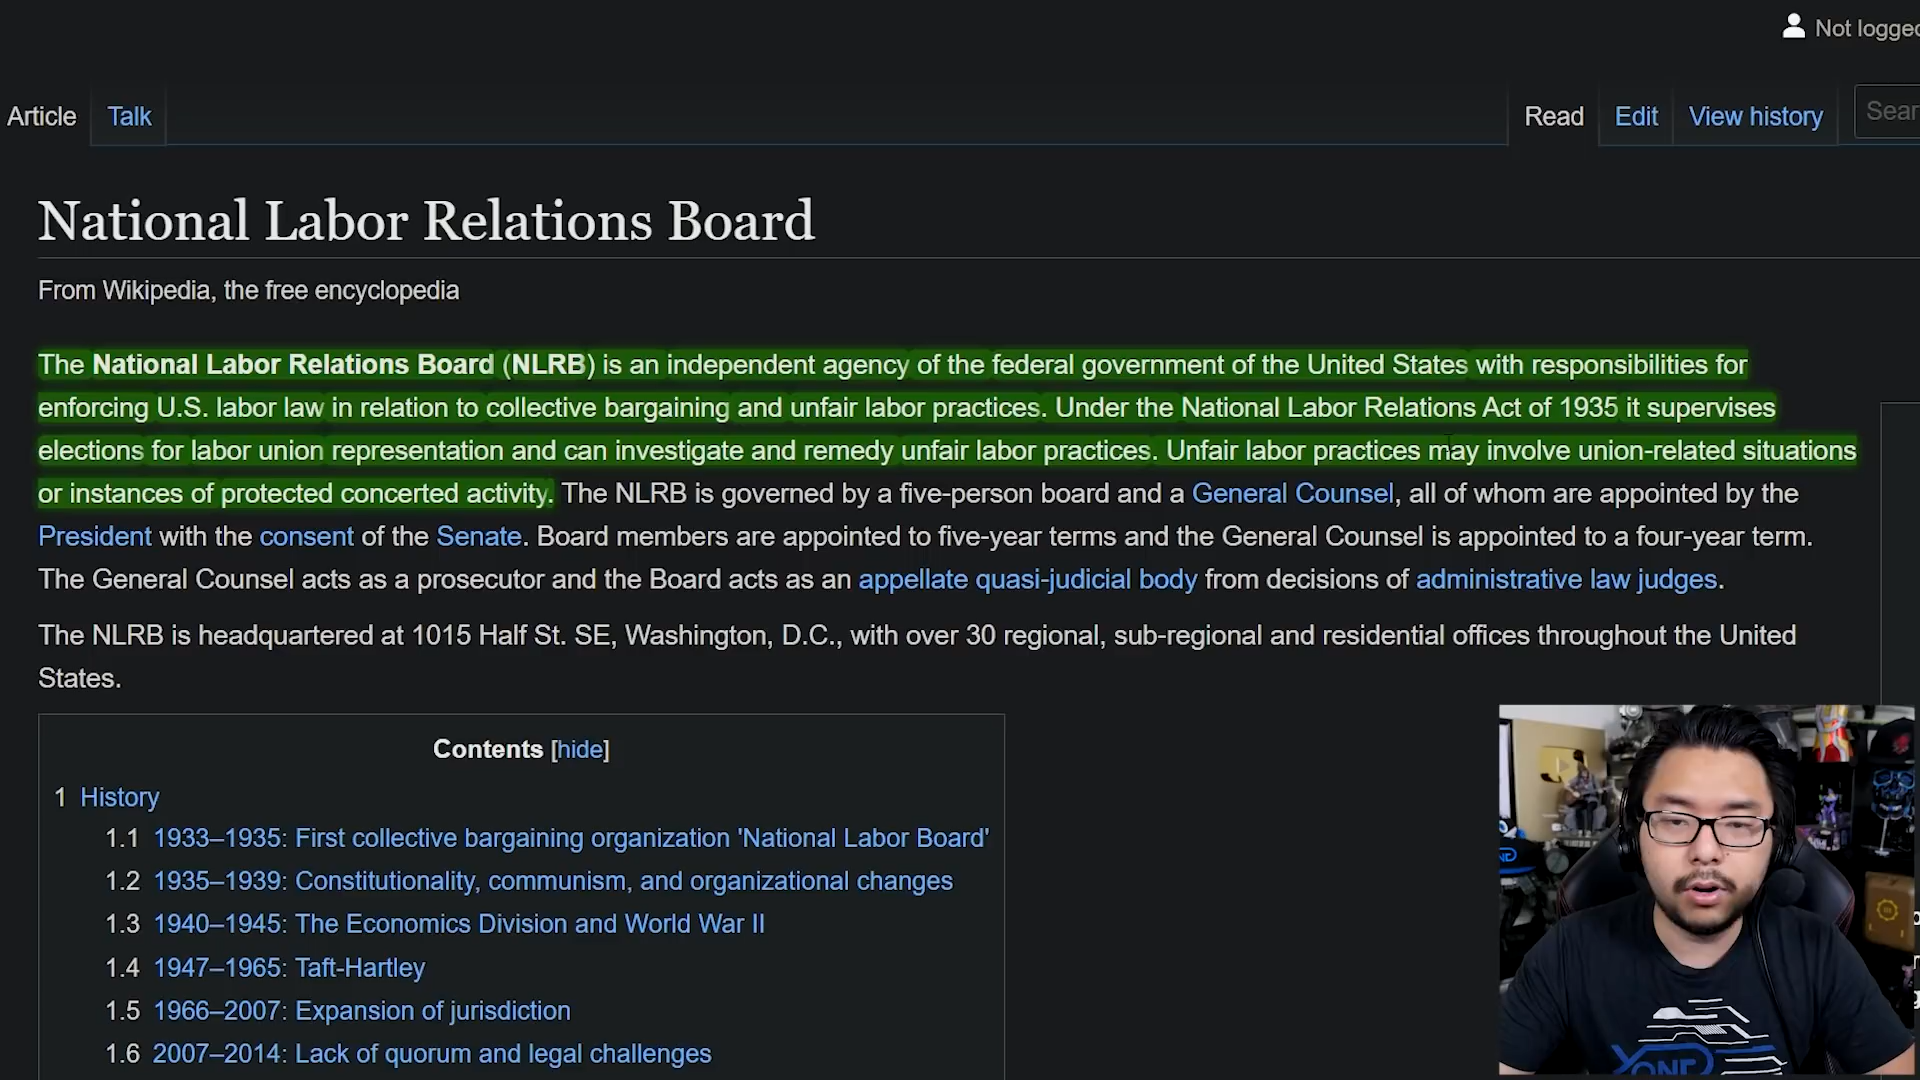 Not logged
Article
Talk
Read
Edit
View history
Sear
National Labor Relations Board
From Wikipedia, the free encyclopedia
The National Labor Relations Board (NLRB) is an independent agency of the federal government of the United States with responsibilities for
enforcing U.S. labor law in relation to collective bargaining and unfair labor practices. Under the National Labor Relations Act of 1935 it supervises
elections for labor union representation and can investigate and remedy unfair labor practices. Unfair labor practices may involve union-related situations
or instances of protected concerted activity. The NLRB is governed by a five-person board and a General Counsel, all of whom are appointed by the
President with the consent of the Senate. Board members are appointed to five-year terms and the General Counsel is appointed to a four-year term.
The General Counsel acts as a prosecutor and the Board acts as an appellate quasi-judicial body from decisions of administrative law judges.
The NLRB is headquartered at 1015 Half St. SE, Washington, D.C., with over 30 regional, sub-regional and residential offices throughout the United
States.
Contents [hide]
1 History
1.1 1933–1935: First collective bargaining organization 'National Labor Board'
1.2 1935–1939: Constitutionality, communism, and organizational changes
1.3 1940–1945: The Economics Division and World War II
1.4 1947–1965: Taft-Hartley
1.5 1966–2007: Expansion of jurisdiction
1.6 2007–2014: Lack of quorum and legal challenges